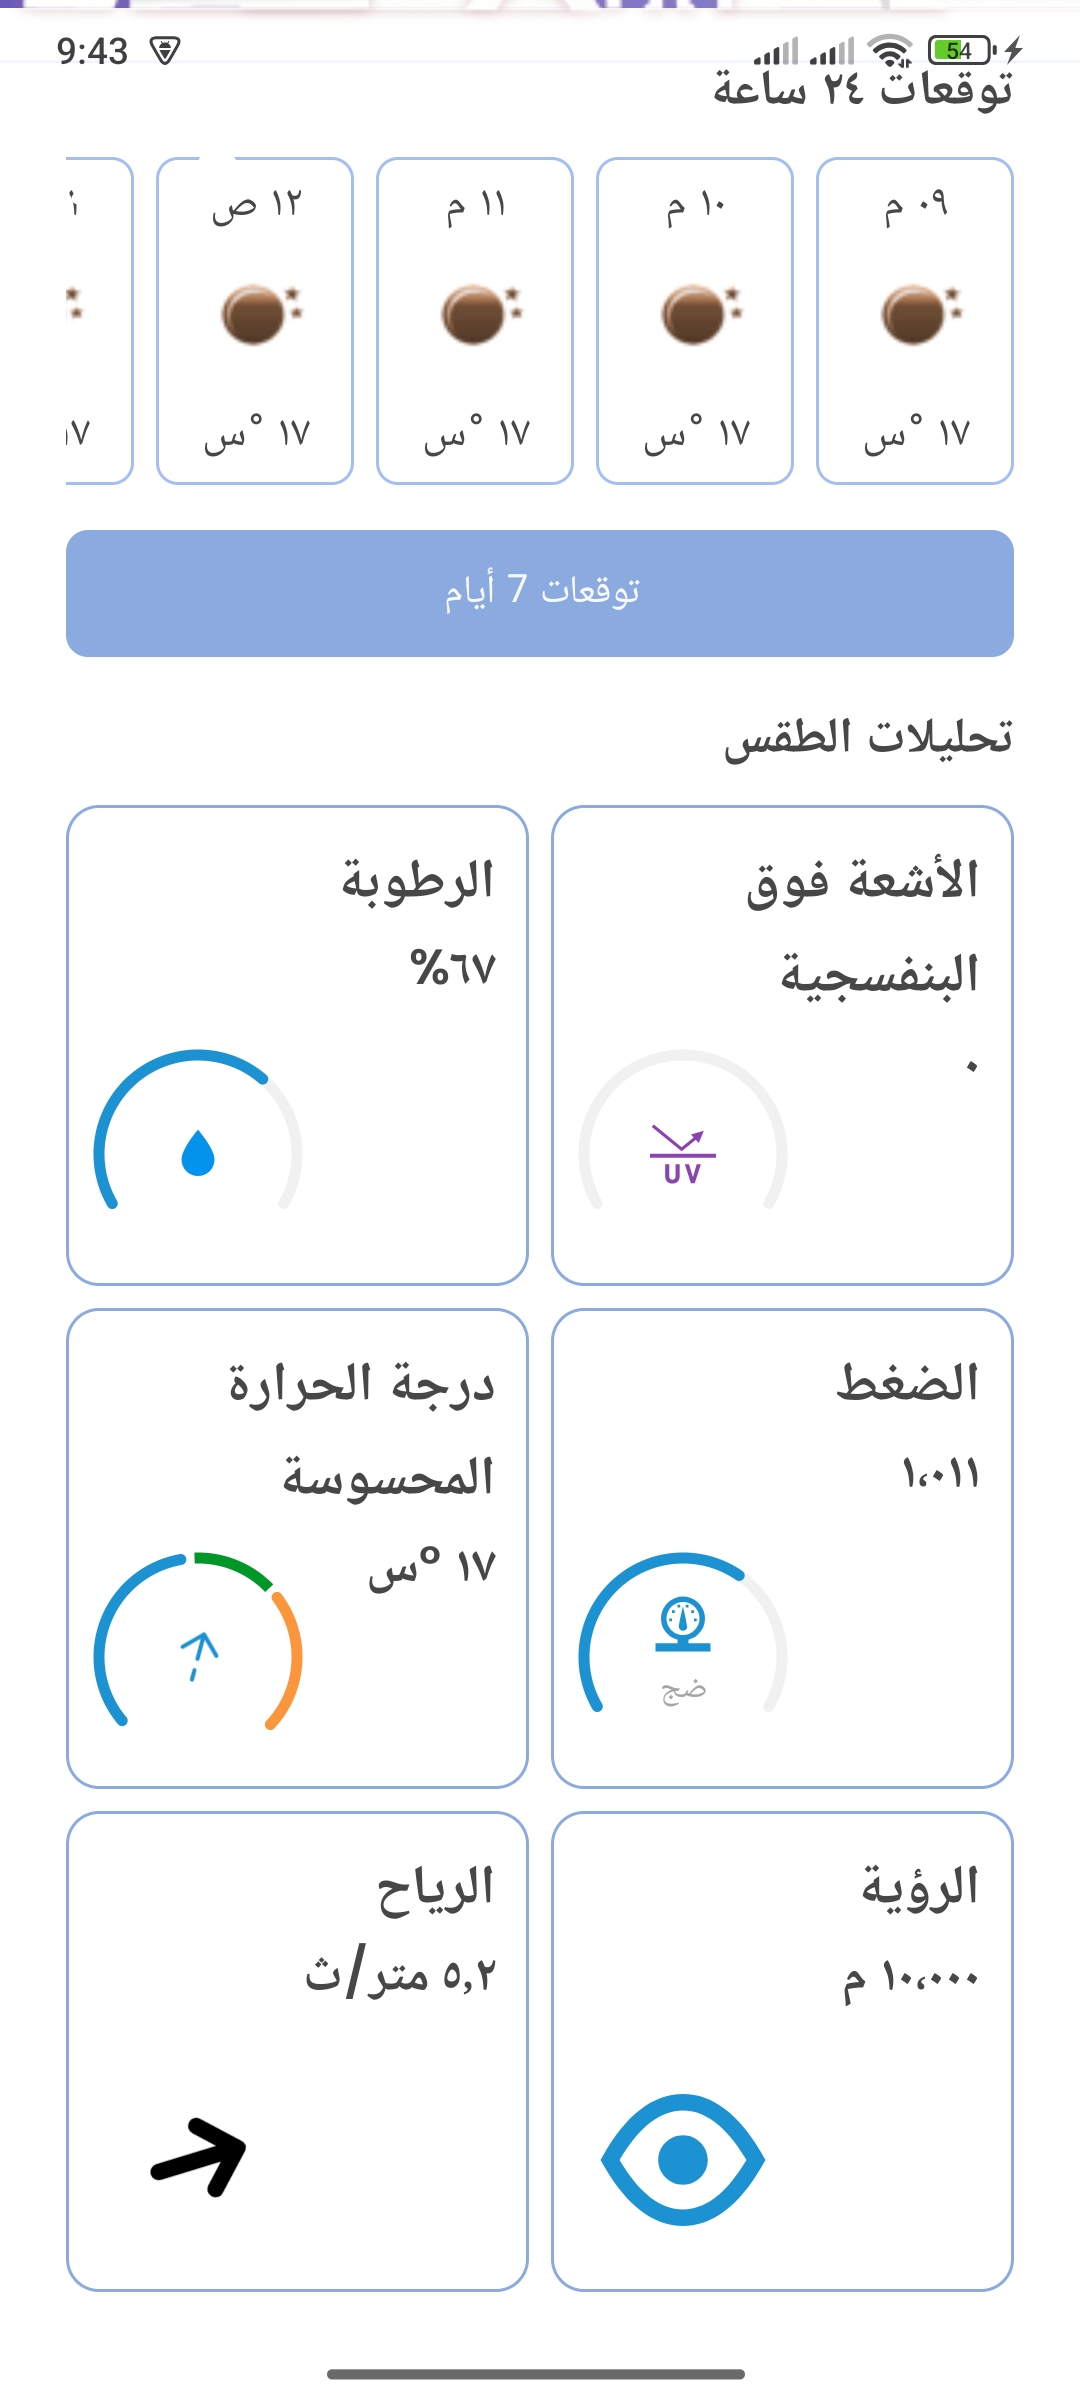 9:43
54
توقعات ٢٤ ساعة
٠٩ م
١٠ م
١١ م
١٢ ص
١٧ °س
١٧ °س
١٧ °س
١٧ °س
توقعات 7 أيام
تحليلات الطقس
الأشعة فوق
البنفسجية
٠
UV
الرطوبة
٦٧%
الضغط
١،٠١١
ضج
درجة الحرارة
المحسوسة
١٧ °س
الرؤية
١٠،٠٠٠ م
الرياح
٥,٢ متر/ث